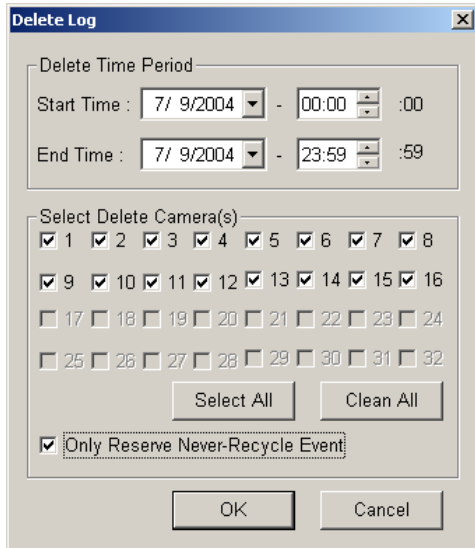 Delete Log
Delete Time Period
Start Time : 7/ 9/2004 - 00:00 :00
End Time : 7/ 9/2004 - 23:59 :59
Select Delete Camera(s)
1 2 3 4 5 6 7 8
9 10 11 12 13 14 15 16
17 18 19 20 21 22 23 24
25 26 27 28 29 30 31 32
Select All Clean All
Only Reserve Never-Recycle Event
OK Cancel